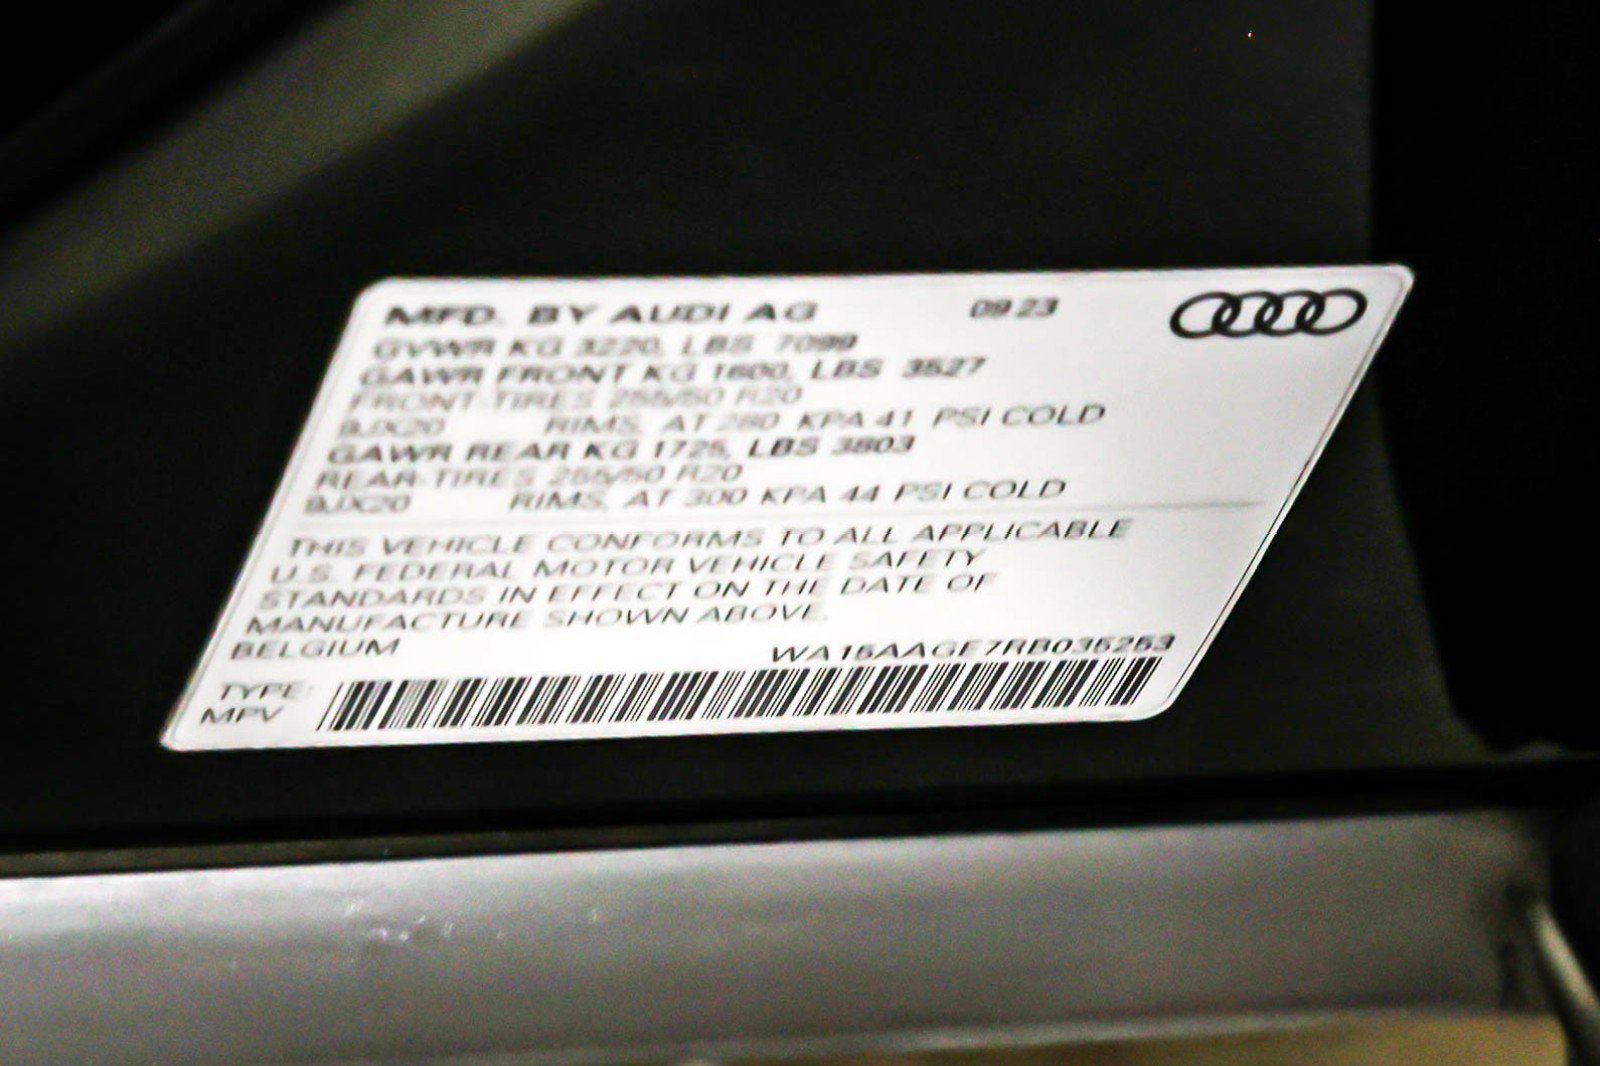 MFD. BY AUDI AG 09 23
GVWR KG 3220, LBS 7099
GAWR FRONT KG 1600, LBS 3527
FRONT-TIRES 255/50 R20
9JX20 RIMS, AT 280 KPA 41 PSI COLD
GAWR REAR KG 1725, LBS 3803
REAR-TIRES 255/50 R20
9JX20 RIMS, AT 300 KPA 44 PSI COLD
THIS VEHICLE CONFORMS TO ALL APPLICABLE
U.S. FEDERAL MOTOR VEHICLE SAFETY
STANDARDS IN EFFECT ON THE DATE OF
MANUFACTURE SHOWN ABOVE.
BELGIUM WA15AAGE7RB035253
TYPE:
MPV